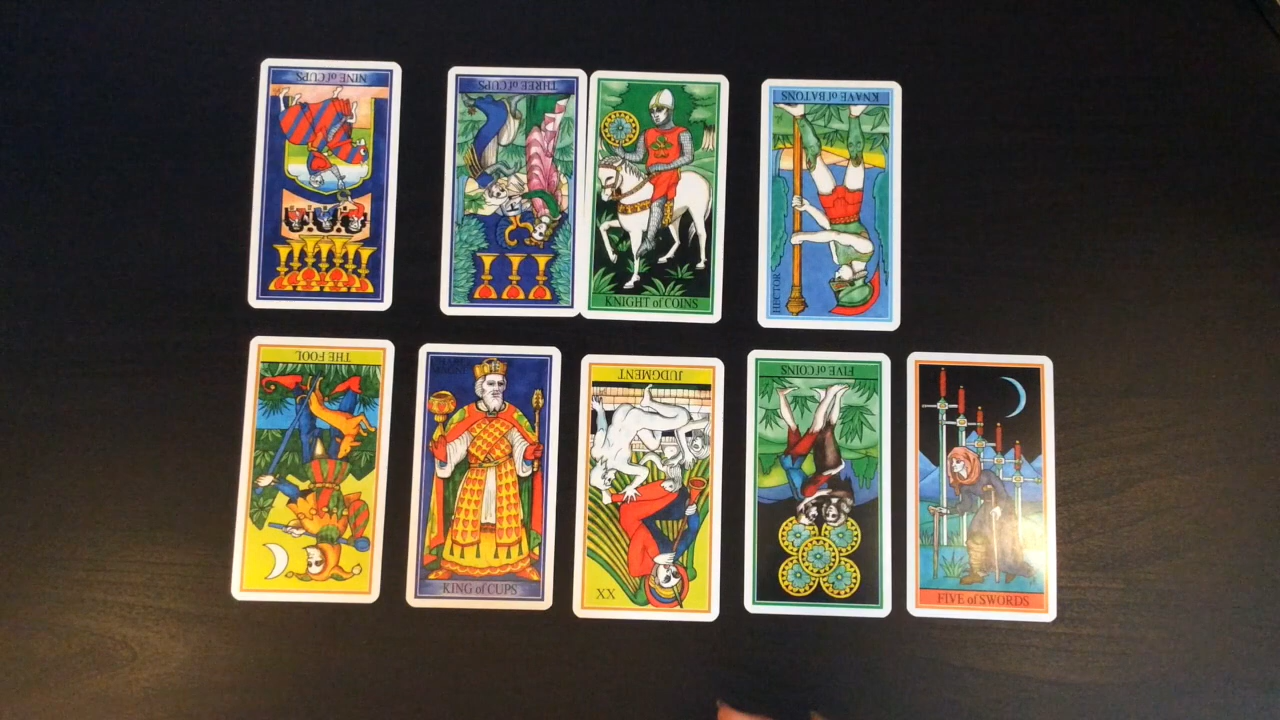 NINE of CUPS
THREE of CUPS
KNIGHT of COINS
KNAVE of BATONS
HECTOR
THE FOOL
KING of CUPS
JUDGMENT
XX
FIVE of COINS
FIVE of SWORDS